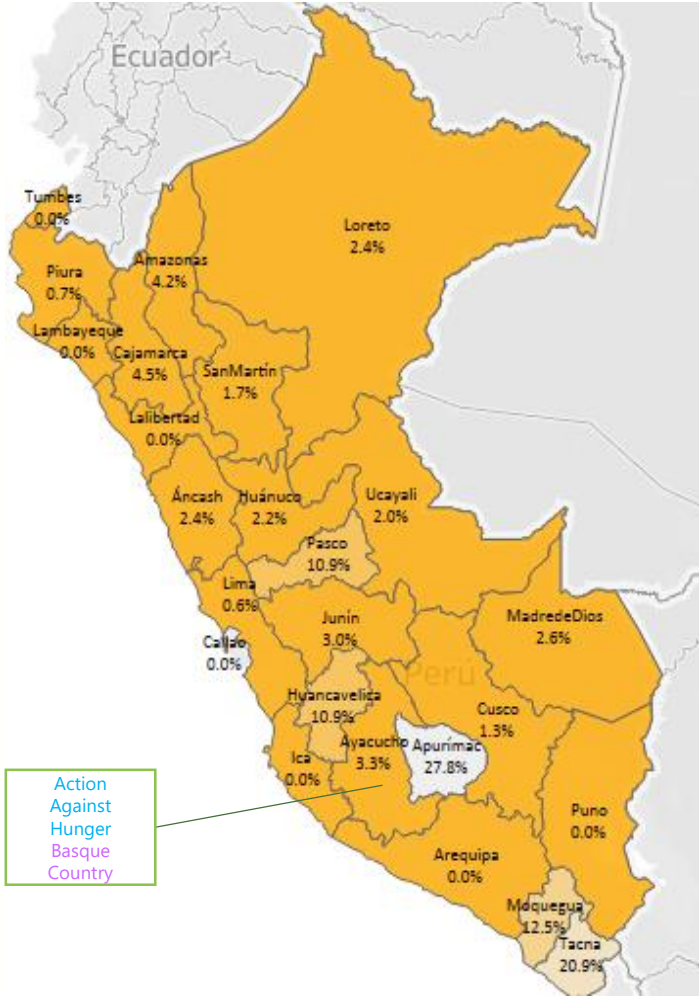 Ecuador
Tumbes
0.0%
Loreto
2.4%
Amazonas
4.2%
Piura
0.7%
Lambayeque
0.0%
Cajamarca
4.5%
SanMartín
1.7%
Lalibertad
0.0%
Áncash
2.4%
Huánuco
2.2%
Ucayali
2.0%
Pasco
10.9%
Lima
0.6%
Junín
3.0%
MadredeDios
2.6%
Callao
0.0%
Perú
Huancavelica
10.9%
Cusco
1.3%
Ayacucho
3.3%
Apurímac
27.8%
Ica
0.0%
Puno
0.0%
Action
Against
Hunger
Basque
Country
Arequipa
0.0%
Moquegua
12.5%
Tacna
20.9%